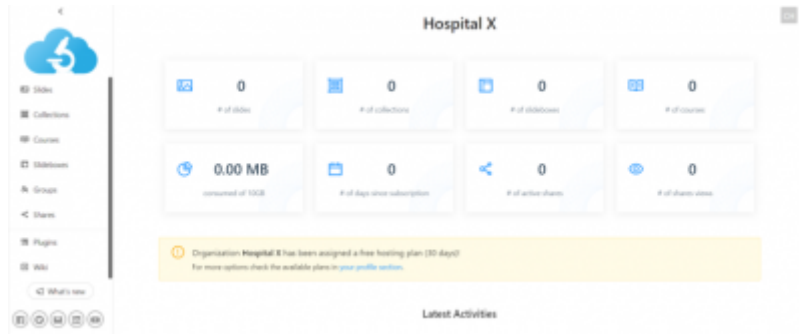 Hospital X
Slides
Collections
Courses
Slideboxes
Groups
Shares
Plugins
Wiki
What's new
0
# of slides
0
# of collections
0
# of slideboxes
0
# of courses
0.00 MB
consumed of 10GB
0
# of days since subscription
0
# of active shares
0
# of shares views
Organization Hospital X has been assigned a free hosting plan (30 days)!
For more options check the available plans in your profile section.
Latest Activities